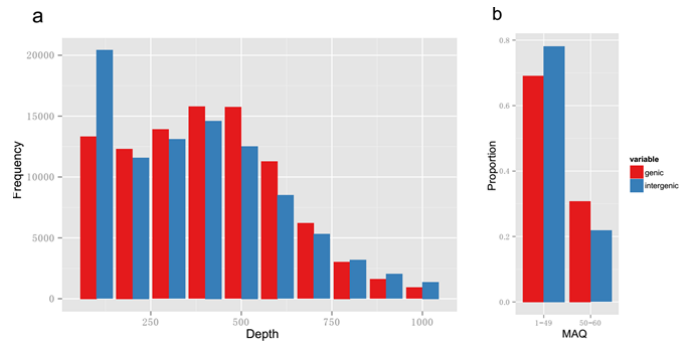 a
20000
15000
10000
5000
0
Frequency
250 500 750 1000
Depth
b
0.8
0.6
0.4
0.2
0.0
Proportion
1-49 50-60
MAQ
variable
genic
intergenic